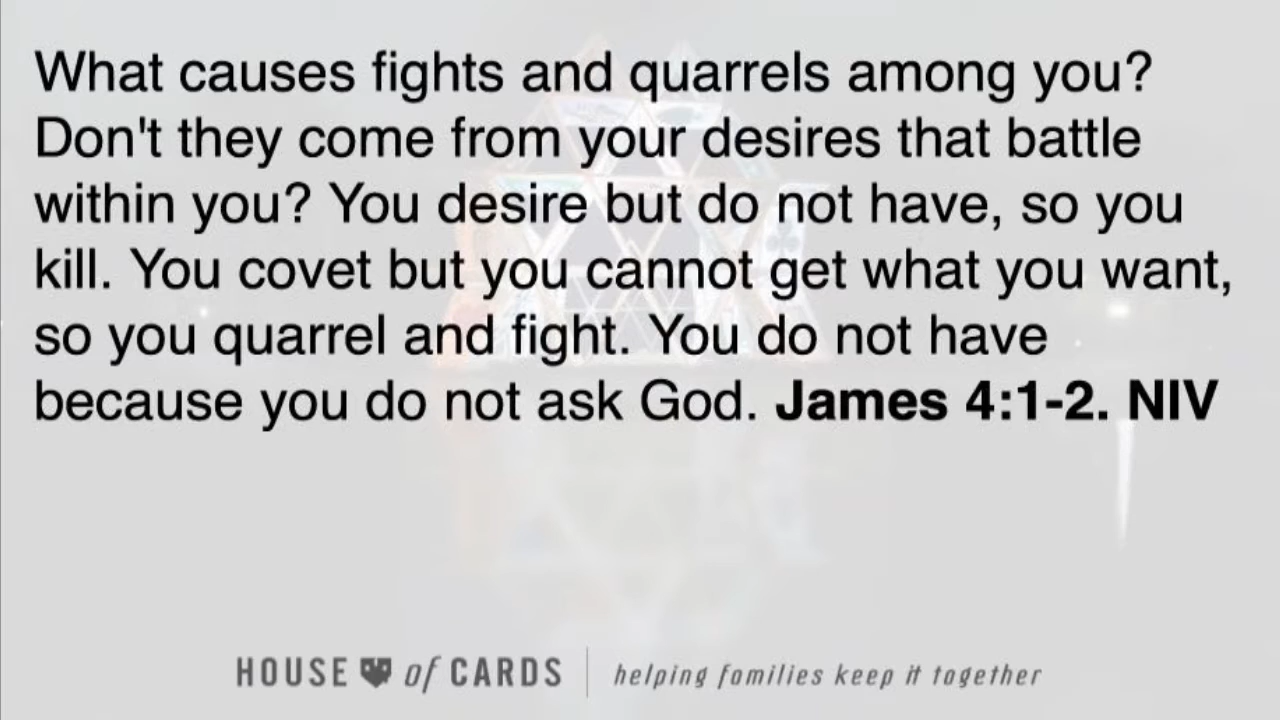 What causes fights and quarrels among you?
Don't they come from your desires that battle
within you? You desire but do not have, so you
kill. You covet but you cannot get what you want,
so you quarrel and fight. You do not have
because you do not ask God. James 4:1-2. NIV
HOUSE of CARDS | helping families keep it together